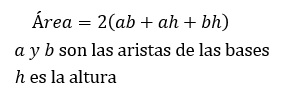 Área = 2(ab + ah + bh)
a y b son las aristas de las bases
h es la altura